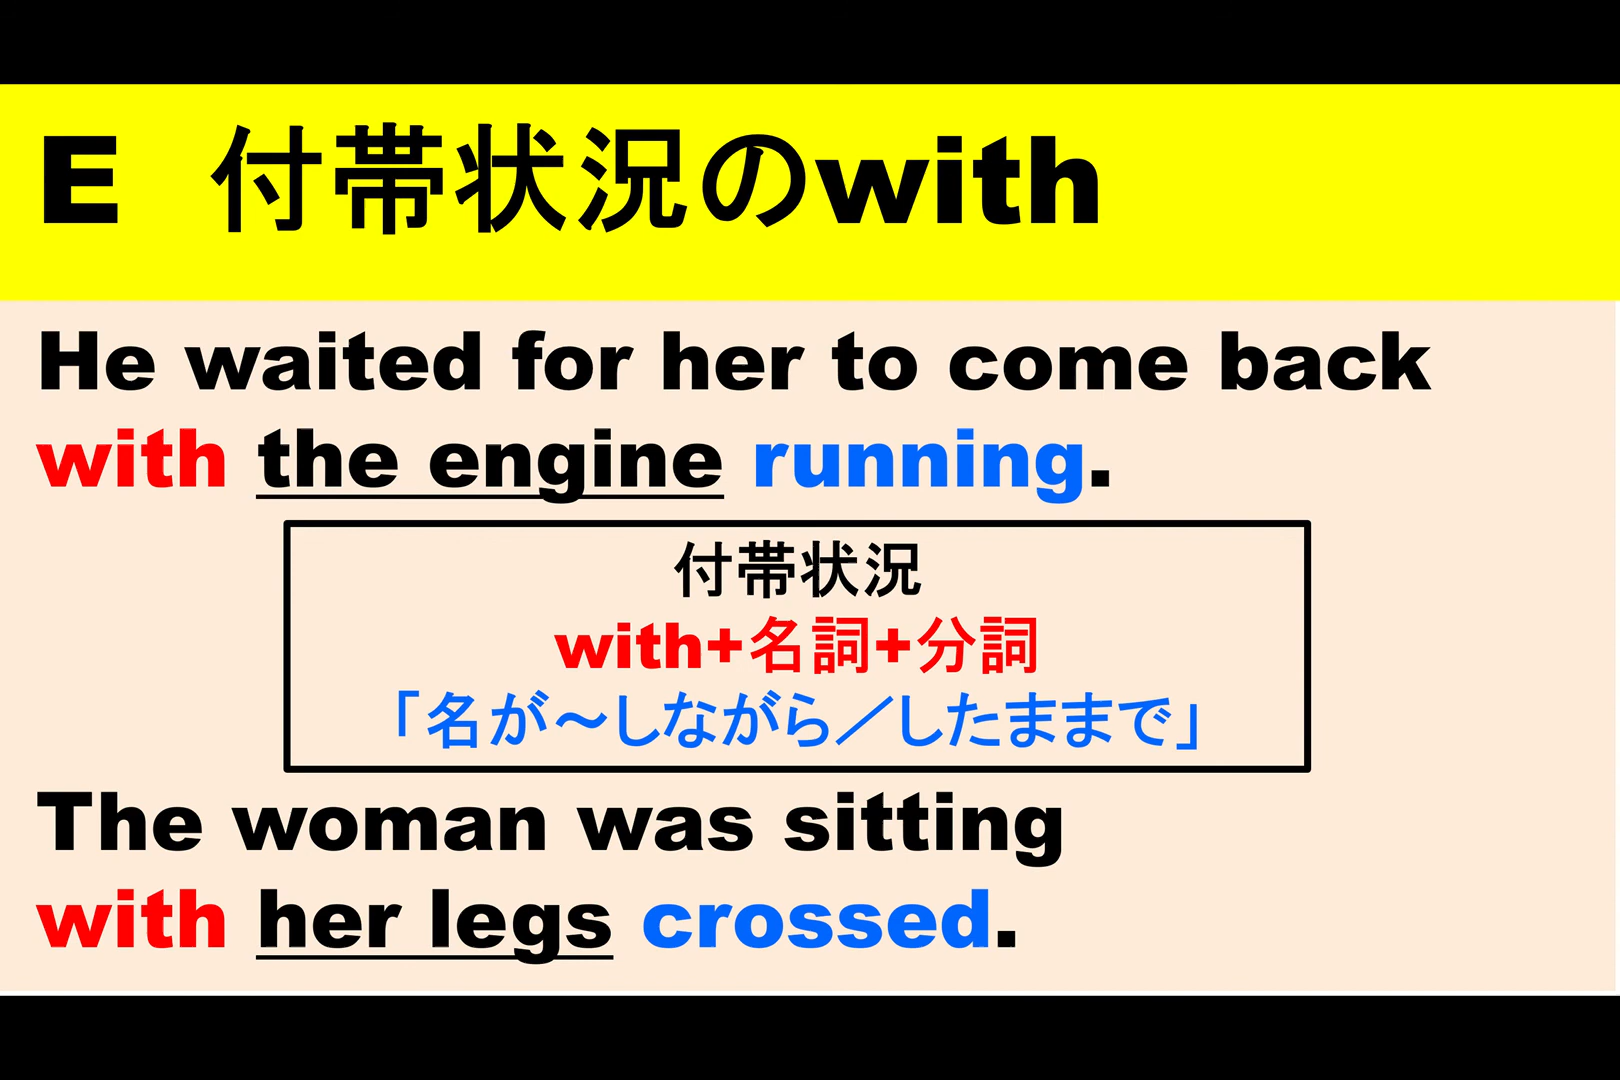 E　付帯状況のwith
He waited for her to come back
with the engine running.
付帯状況
with+名詞+分詞
「名が～しながら／したままで」
The woman was sitting
with her legs crossed.